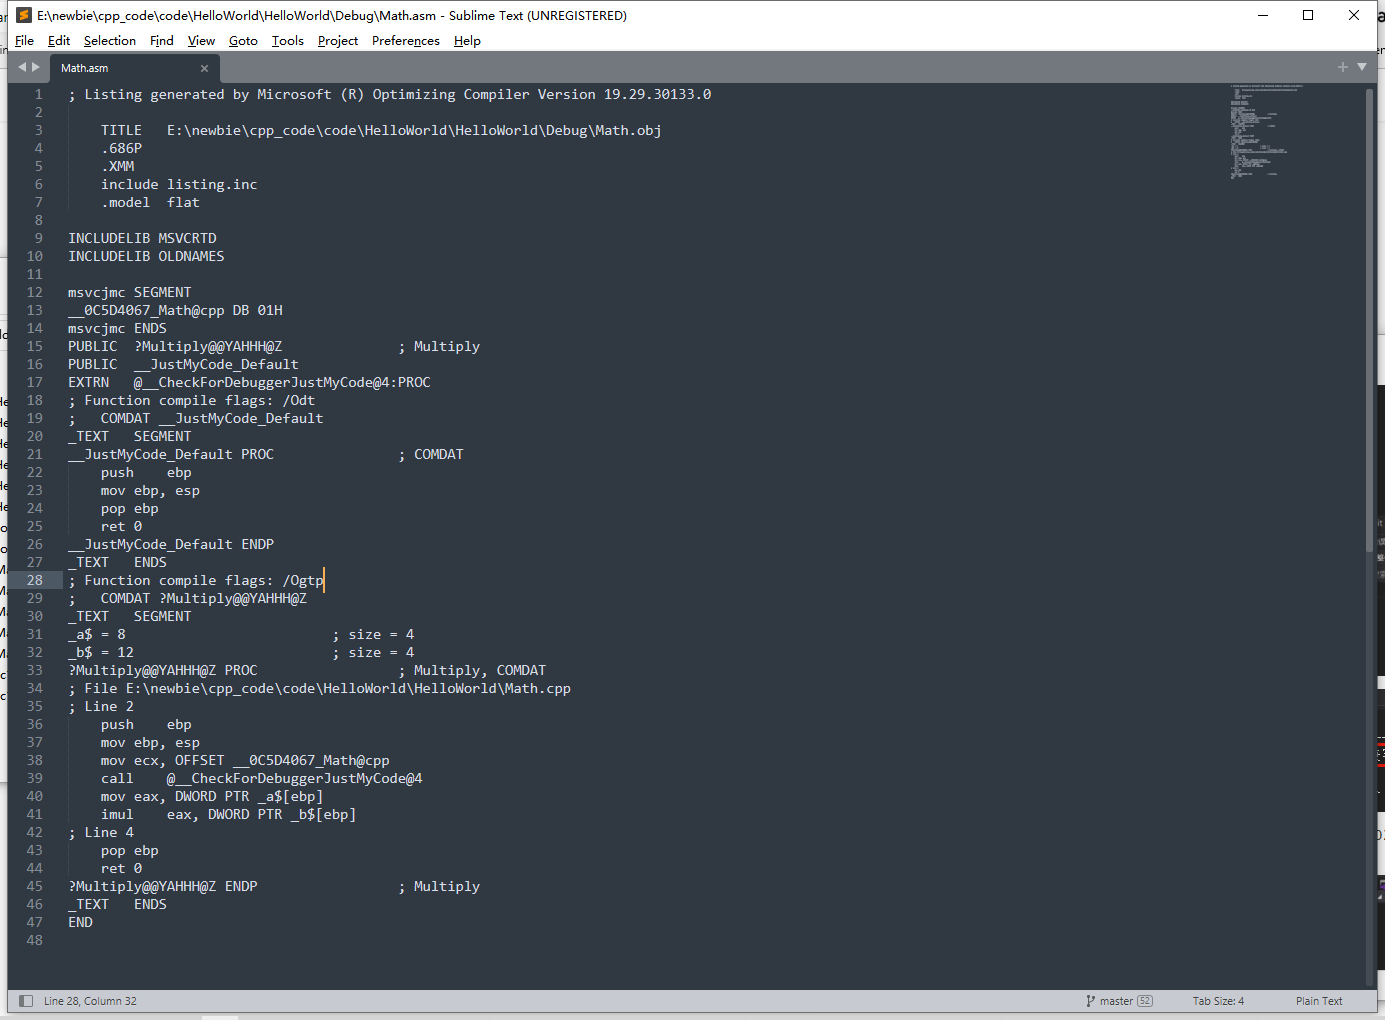 E:\newbie\cpp_code\code\HelloWorld\HelloWorld\Debug\Math.asm - Sublime Text (UNREGISTERED)
File Edit Selection Find View Goto Tools Project Preferences Help
Math.asm
1 ; Listing generated by Microsoft (R) Optimizing Compiler Version 19.29.30133.0
2
3 TITLE E:\newbie\cpp_code\code\HelloWorld\HelloWorld\Debug\Math.obj
4 .686P
5 .XMM
6 include listing.inc
7 .model flat
8
9 INCLUDELIB MSVCRTD
10 INCLUDELIB OLDNAMES
11
12 msvcjmc SEGMENT
13 __0C5D4067_Math@cpp DB 01H
14 msvcjmc ENDS
15 PUBLIC ?Multiply@@YAHHH@Z ; Multiply
16 PUBLIC __JustMyCode_Default
17 EXTRN @__CheckForDebuggerJustMyCode@4:PROC
18 ; Function compile flags: /Odt
19 ; COMDAT __JustMyCode_Default
20 _TEXT SEGMENT
21 __JustMyCode_Default PROC ; COMDAT
22 push ebp
23 mov ebp, esp
24 pop ebp
25 ret 0
26 __JustMyCode_Default ENDP
27 _TEXT ENDS
28 ; Function compile flags: /Ogtp
29 ; COMDAT ?Multiply@@YAHHH@Z
30 _TEXT SEGMENT
31 _a$ = 8 ; size = 4
32 _b$ = 12 ; size = 4
33 ?Multiply@@YAHHH@Z PROC ; Multiply, COMDAT
34 ; File E:\newbie\cpp_code\code\HelloWorld\HelloWorld\Math.cpp
35 ; Line 2
36 push ebp
37 mov ebp, esp
38 mov ecx, OFFSET __0C5D4067_Math@cpp
39 call @__CheckForDebuggerJustMyCode@4
40 mov eax, DWORD PTR _a$[ebp]
41 imul eax, DWORD PTR _b$[ebp]
42 ; Line 4
43 pop ebp
44 ret 0
45 ?Multiply@@YAHHH@Z ENDP ; Multiply
46 _TEXT ENDS
47 END
48
Line 28, Column 32 master 52 Tab Size: 4 Plain Text